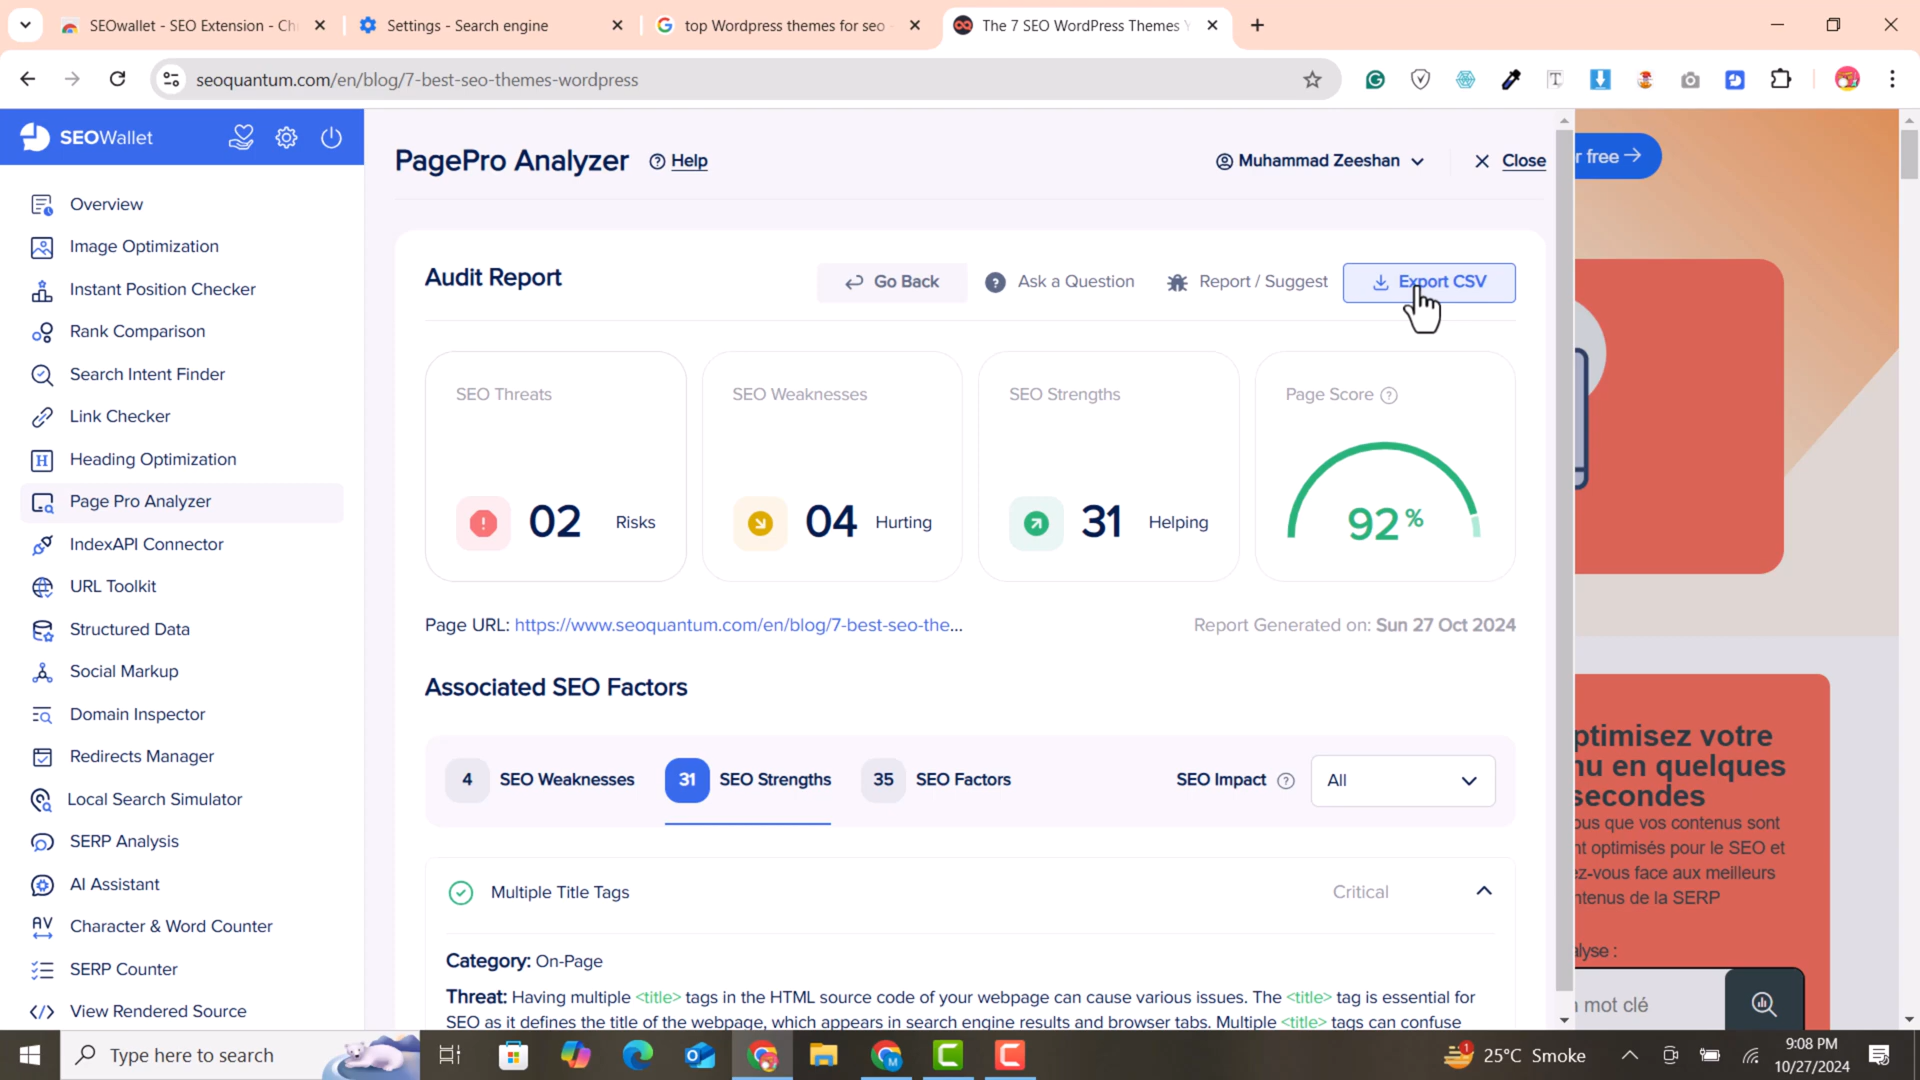 SEOwallet - SEO Extension - Ch
Settings - Search engine
top Wordpress themes for seo -
The 7 SEO WordPress Themes Y
seoquantum.com/en/blog/7-best-seo-themes-wordpress
SEOWallet
PagePro Analyzer
Help
Muhammad Zeeshan
Close
r free
Overview
Image Optimization
Instant Position Checker
Rank Comparison
Search Intent Finder
Link Checker
Heading Optimization
Page Pro Analyzer
IndexAPI Connector
URL Toolkit
Structured Data
Social Markup
Domain Inspector
Redirects Manager
Local Search Simulator
SERP Analysis
AI Assistant
Character & Word Counter
SERP Counter
View Rendered Source
Audit Report
Go Back
Ask a Question
Report / Suggest
Export CSV
SEO Threats
02 Risks
SEO Weaknesses
04 Hurting
SEO Strengths
31 Helping
Page Score
92 %
Page URL: https://www.seoquantum.com/en/blog/7-best-seo-the...
Report Generated on: Sun 27 Oct 2024
Associated SEO Factors
4 SEO Weaknesses
31 SEO Strengths
35 SEO Factors
SEO Impact
All
Multiple Title Tags
Critical
Category: On-Page
Threat: Having multiple <title> tags in the HTML source code of your webpage can cause various issues. The <title> tag is essential for
SEO as it defines the title of the webpage, which appears in search engine results and browser tabs. Multiple <title> tags can confuse
ptimisez votre
nu en quelques
secondes
ous que vos contenus sont
nt optimisés pour le SEO et
ez-vous face aux meilleurs
ntenus de la SERP
alyse :
n mot clé
Type here to search
25°C Smoke
9:08 PM
10/27/2024